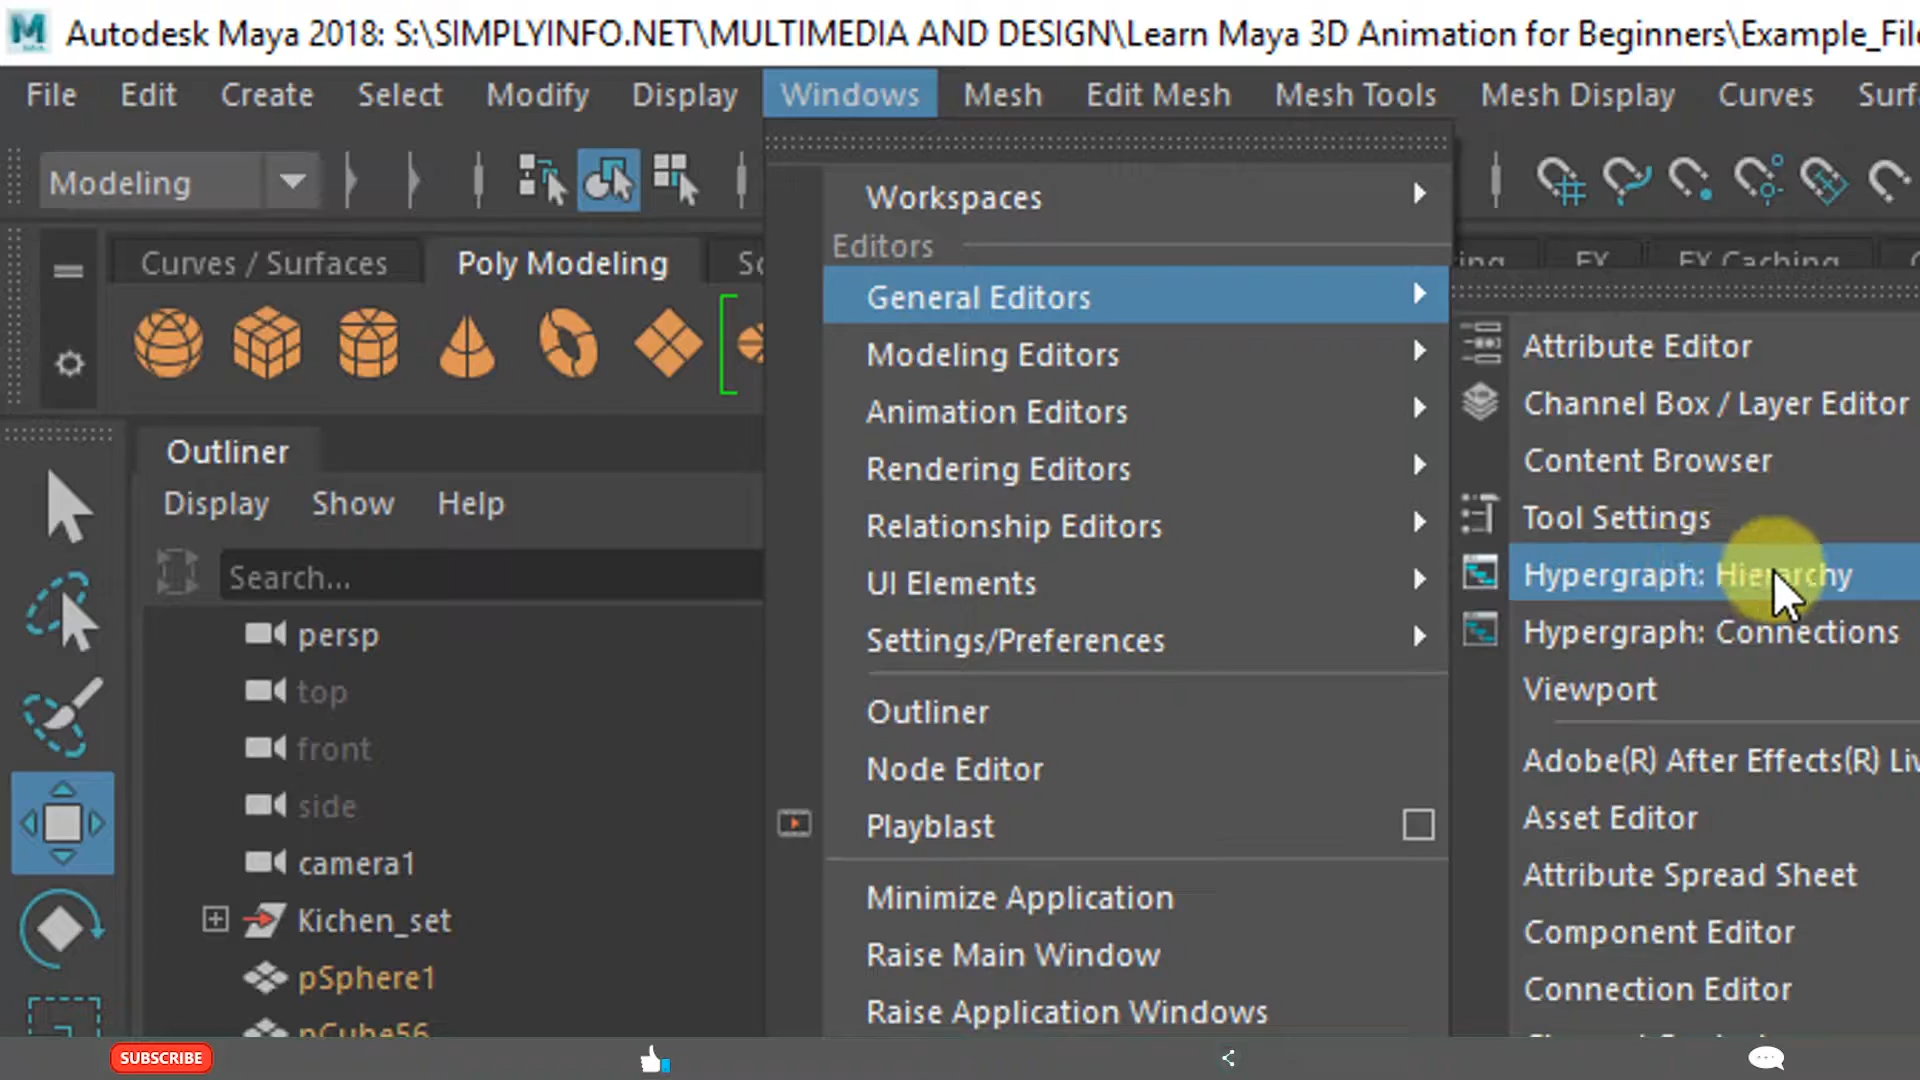 Autodesk Maya 2018: S:\SIMPLYINFO.NET\MULTIMEDIA AND DESIGN\Learn Maya 3D Animation for Beginners\Example_File
File Edit Create Select Modify Display Windows Mesh Edit Mesh Mesh Tools Mesh Display Curves Surf
Modeling
Workspaces
Editors
Curves / Surfaces Poly Modeling Sc
FX FX Caching
General Editors
Modeling Editors
Animation Editors
Rendering Editors
Relationship Editors
UI Elements
Settings/Preferences
Outliner
Node Editor
Playblast
Minimize Application
Raise Main Window
Raise Application Windows
Attribute Editor
Channel Box / Layer Editor
Content Browser
Tool Settings
Hypergraph: Hierarchy
Hypergraph: Connections
Viewport
Adobe(R) After Effects(R) Liv
Asset Editor
Attribute Spread Sheet
Component Editor
Connection Editor
Outliner
Display Show Help
Search...
persp
top
front
side
camera1
Kichen_set
pSphere1
pCube56
SUBSCRIBE